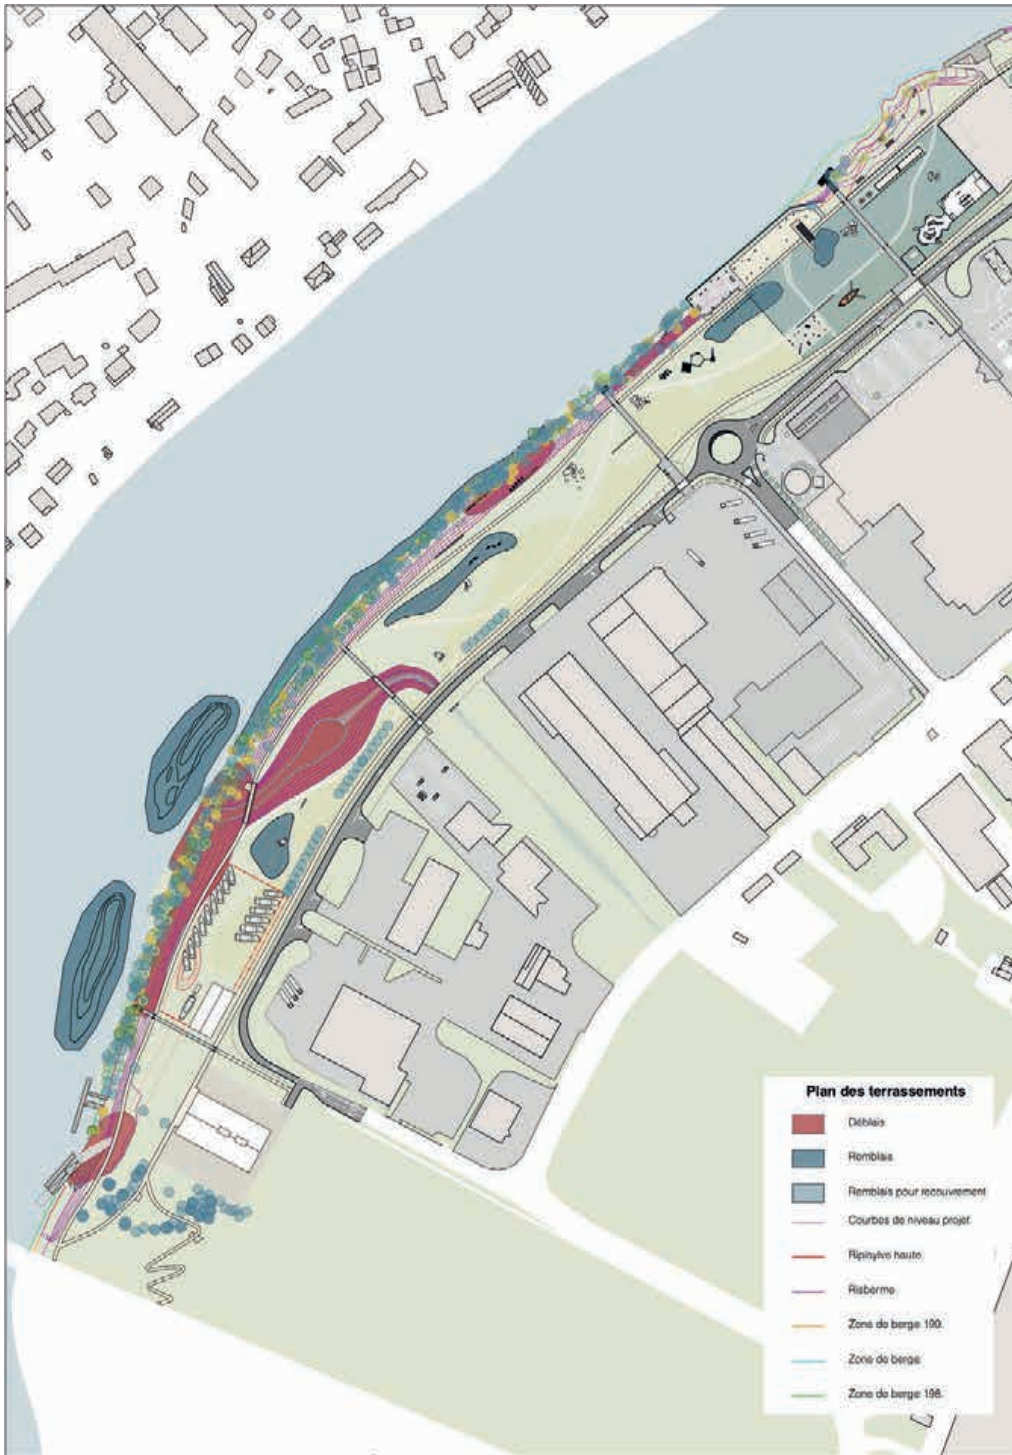 Plan des terrassements
Déblais
Remblais
Remblais pour recouvrement
Courbes de niveau projet
Ripisylve haute
Risberme
Zone de berge 190.
Zone de berge
Zone de berge 198.